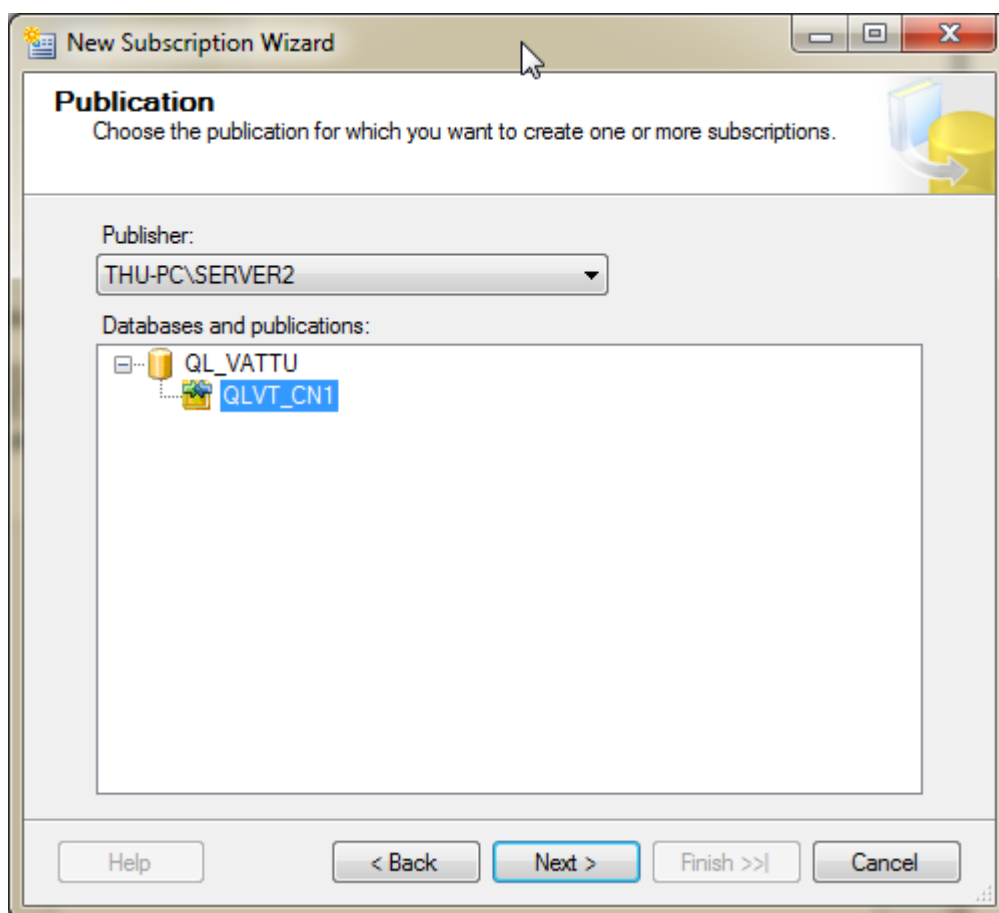 New Subscription Wizard
Publication
Choose the publication for which you want to create one or more subscriptions.
Publisher:
THU-PC\SERVER2
Databases and publications:
QL_VATTU
QLVT_CN1
Help
< Back
Next >
Finish >>|
Cancel